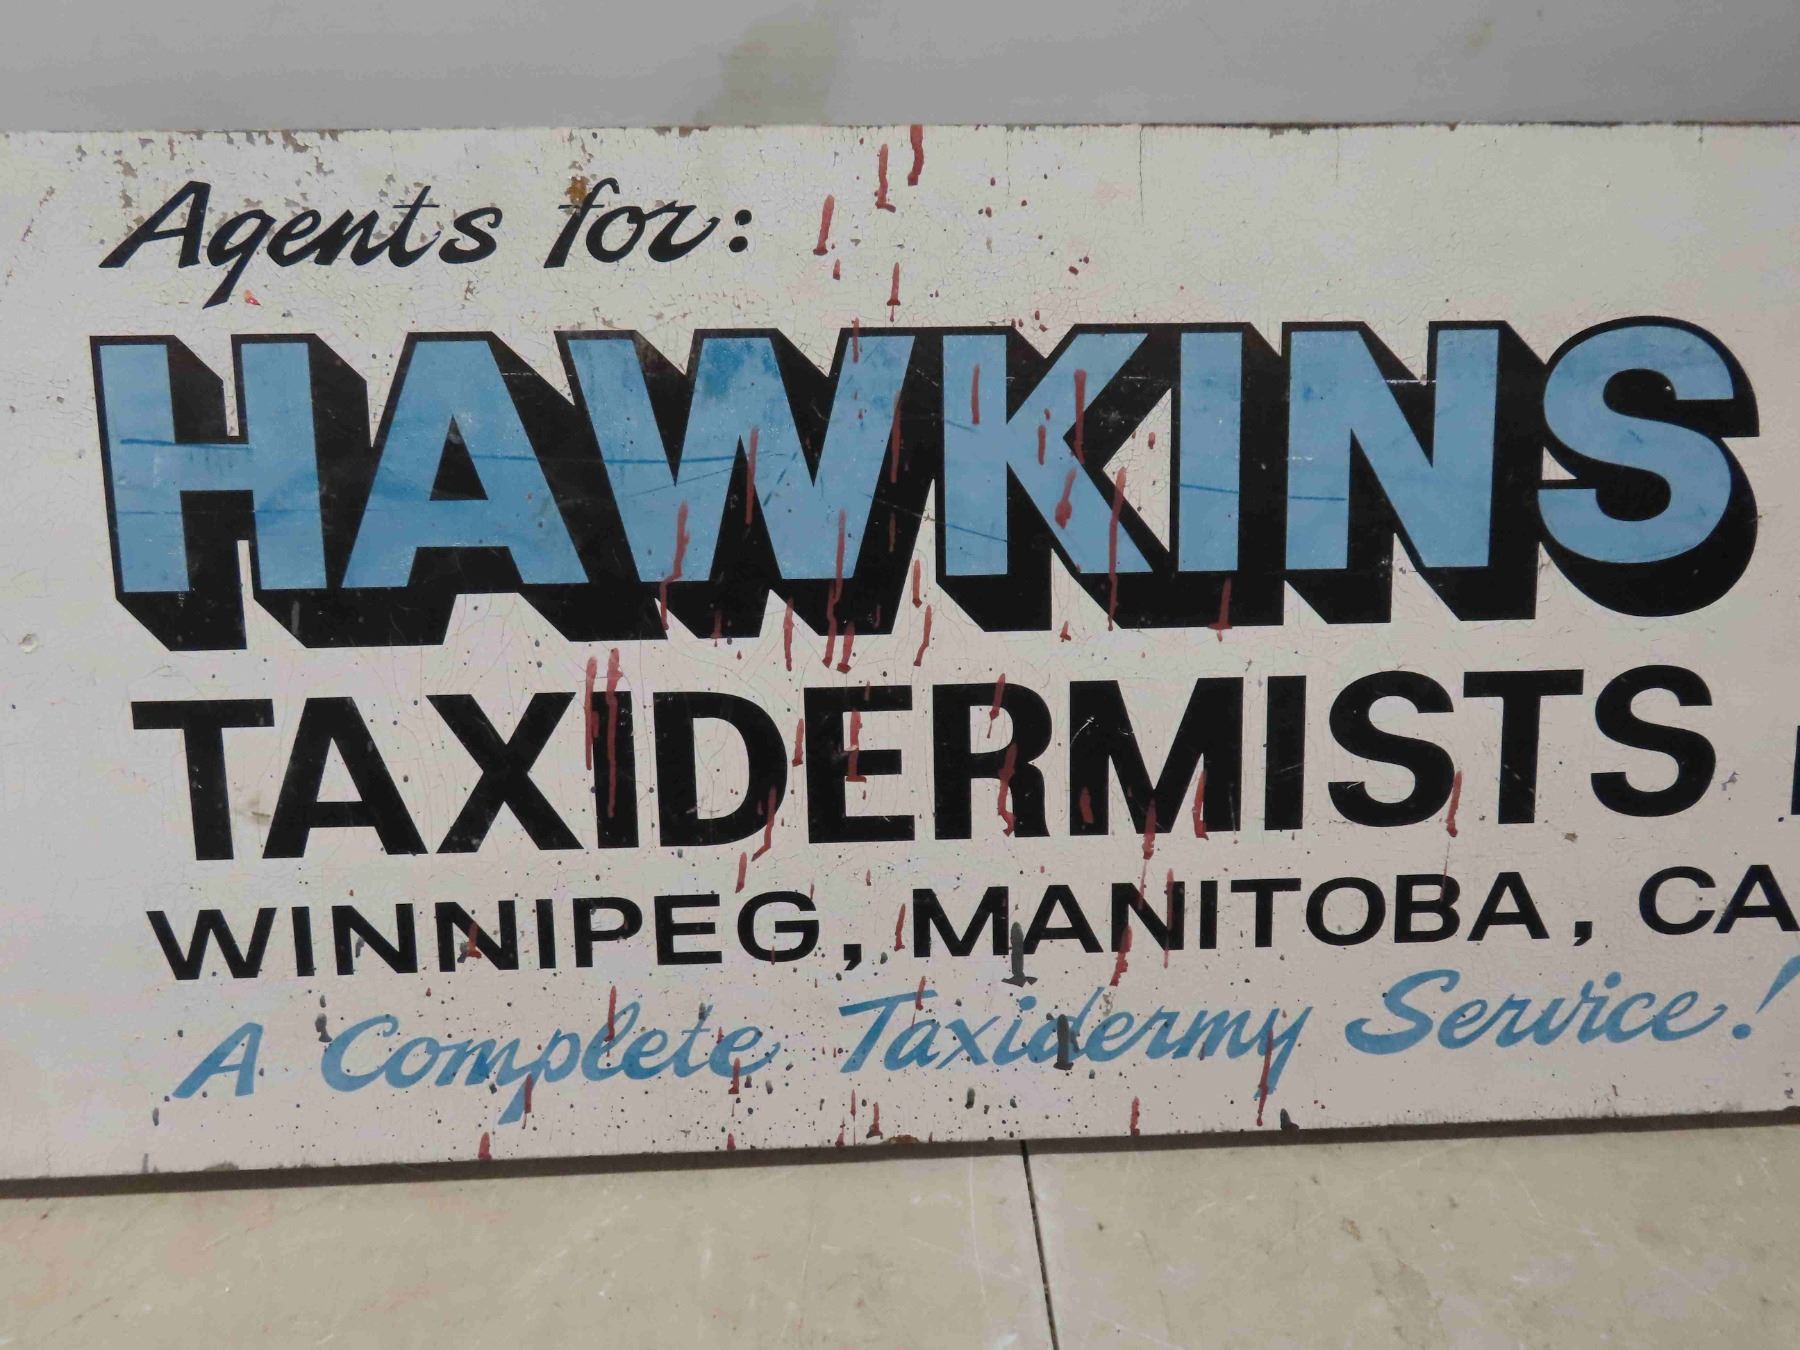 Agents for:
HAWKINS
TAXIDERMISTS
WINNIPEG, MANITOBA, CA
A Complete Taxidermy Service!